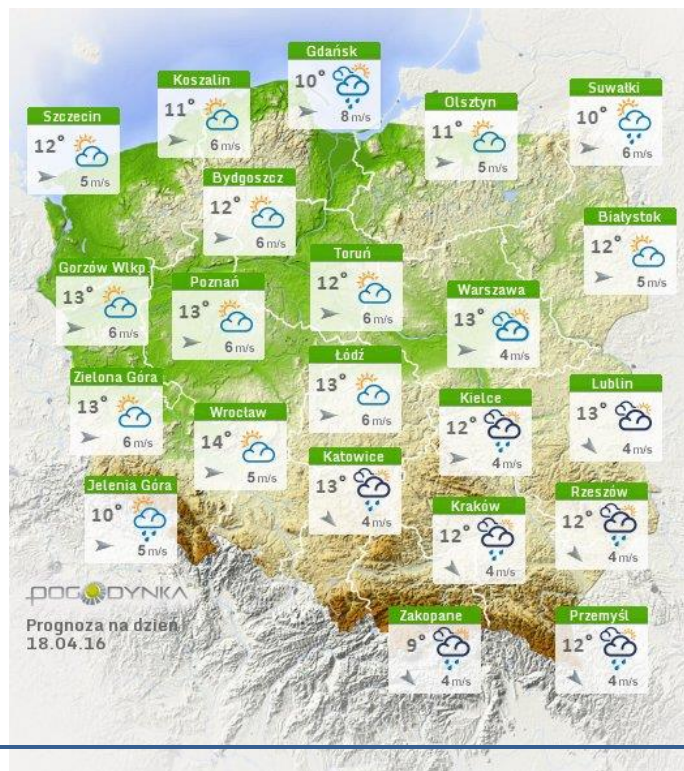 Gdańsk
10°
8 m/s
Koszalin
11°
6 m/s
Suwałki
10°
6 m/s
Olsztyn
11°
5 m/s
Szczecin
12°
5 m/s
Bydgoszcz
12°
6 m/s
Białystok
12°
5 m/s
Toruń
12°
6 m/s
Gorzów Wlkp
13°
6 m/s
Poznań
13°
6 m/s
Warszawa
13°
4 m/s
Łódź
13°
6 m/s
Zielona Góra
13°
6 m/s
Lublin
13°
4 m/s
Kielce
12°
4 m/s
Wrocław
14°
5 m/s
Katowice
13°
4 m/s
Jelenia Góra
10°
5 m/s
Rzeszów
12°
4 m/s
Kraków
12°
4 m/s
POGODYNKA
Prognoza na dzień
18.04.16
Zakopane
9°
4 m/s
Przemyśl
12°
4 m/s